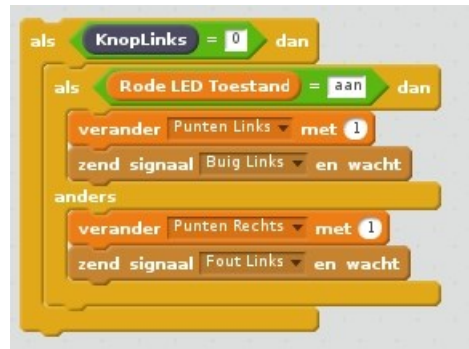 als KnopLinks = 0 dan
als Rode LED Toestand = aan dan
verander Punten Links met 1
zend signaal Buig Links en wacht
anders
verander Punten Rechts met 1
zend signaal Fout Links en wacht